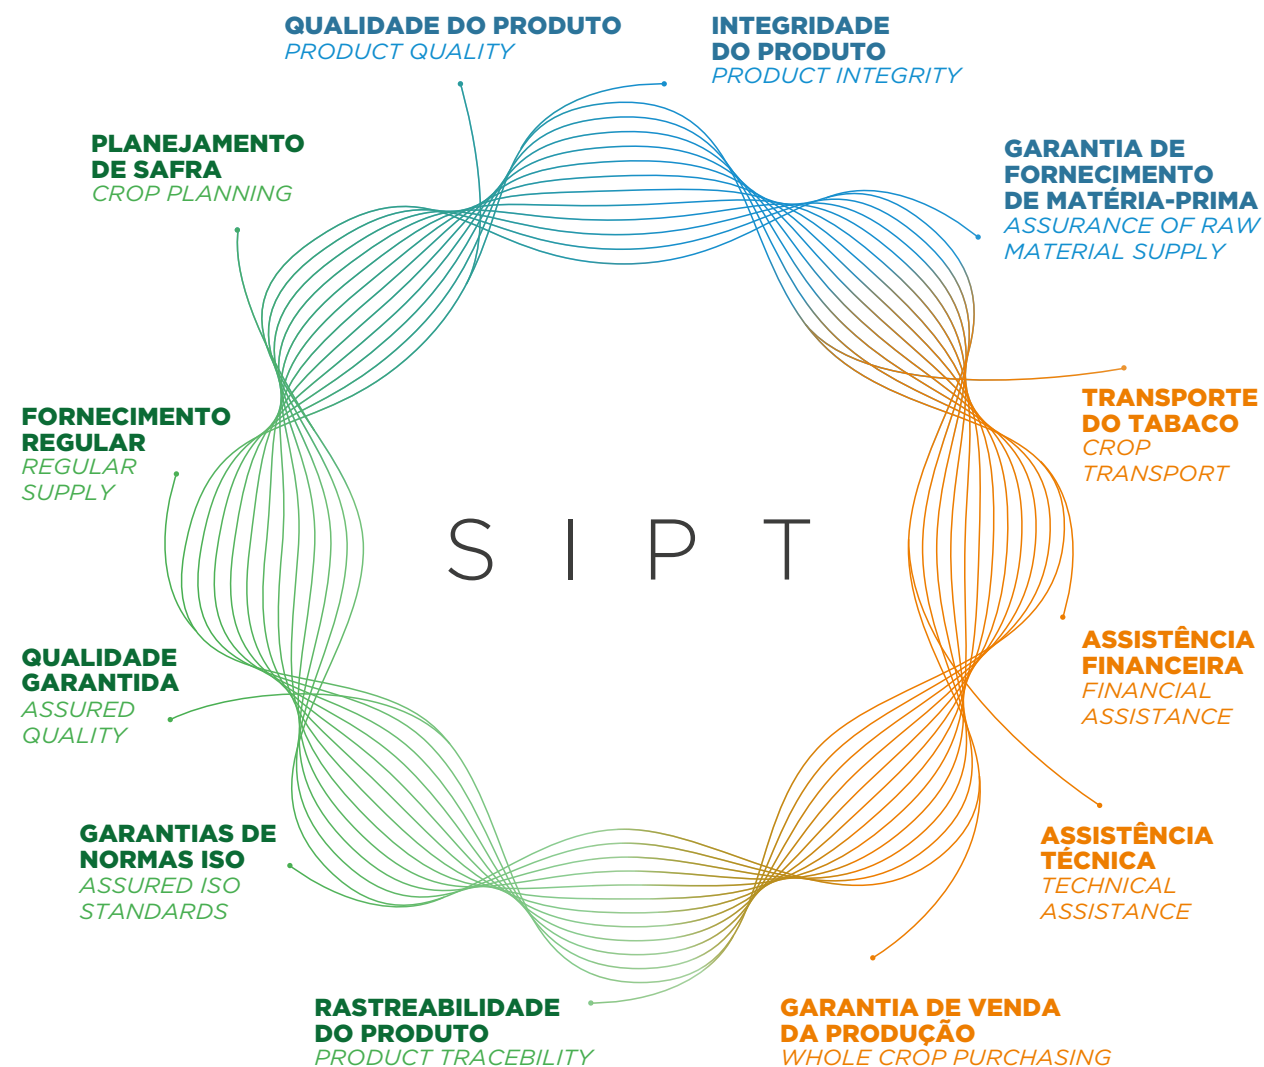 QUALIDADE DO PRODUTO
PRODUCT QUALITY
INTEGRIDADE
DO PRODUTO
PRODUCT INTEGRITY
GARANTIA DE
FORNECIMENTO
DE MATÉRIA-PRIMA
ASSURANCE OF RAW
MATERIAL SUPPLY
TRANSPORTE
DO TABACO
CROP
TRANSPORT
ASSISTÊNCIA
FINANCEIRA
FINANCIAL
ASSISTANCE
ASSISTÊNCIA
TÉCNICA
TECHNICAL
ASSISTANCE
GARANTIA DE VENDA
DA PRODUÇÃO
WHOLE CROP PURCHASING
RASTREABILIDADE
DO PRODUTO
PRODUCT TRACEBILITY
GARANTIAS DE
NORMAS ISO
ASSURED ISO
STANDARDS
QUALIDADE
GARANTIDA
ASSURED
QUALITY
FORNECIMENTO
REGULAR
REGULAR
SUPPLY
PLANEJAMENTO
DE SAFRA
CROP PLANNING
SIPT